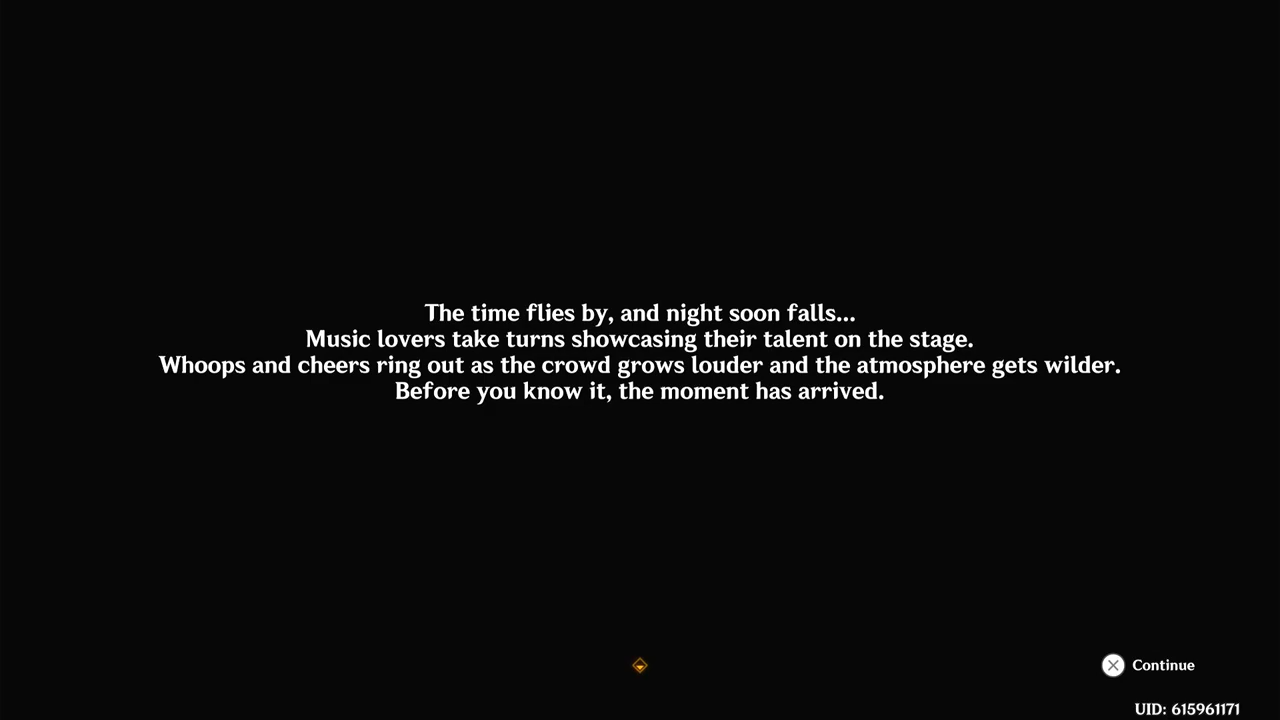 The time flies by, and night soon falls...
Music lovers take turns showcasing their talent on the stage.
Whoops and cheers ring out as the crowd grows louder and the atmosphere gets wilder.
Before you know it, the moment has arrived.
Continue
UID: 615961171